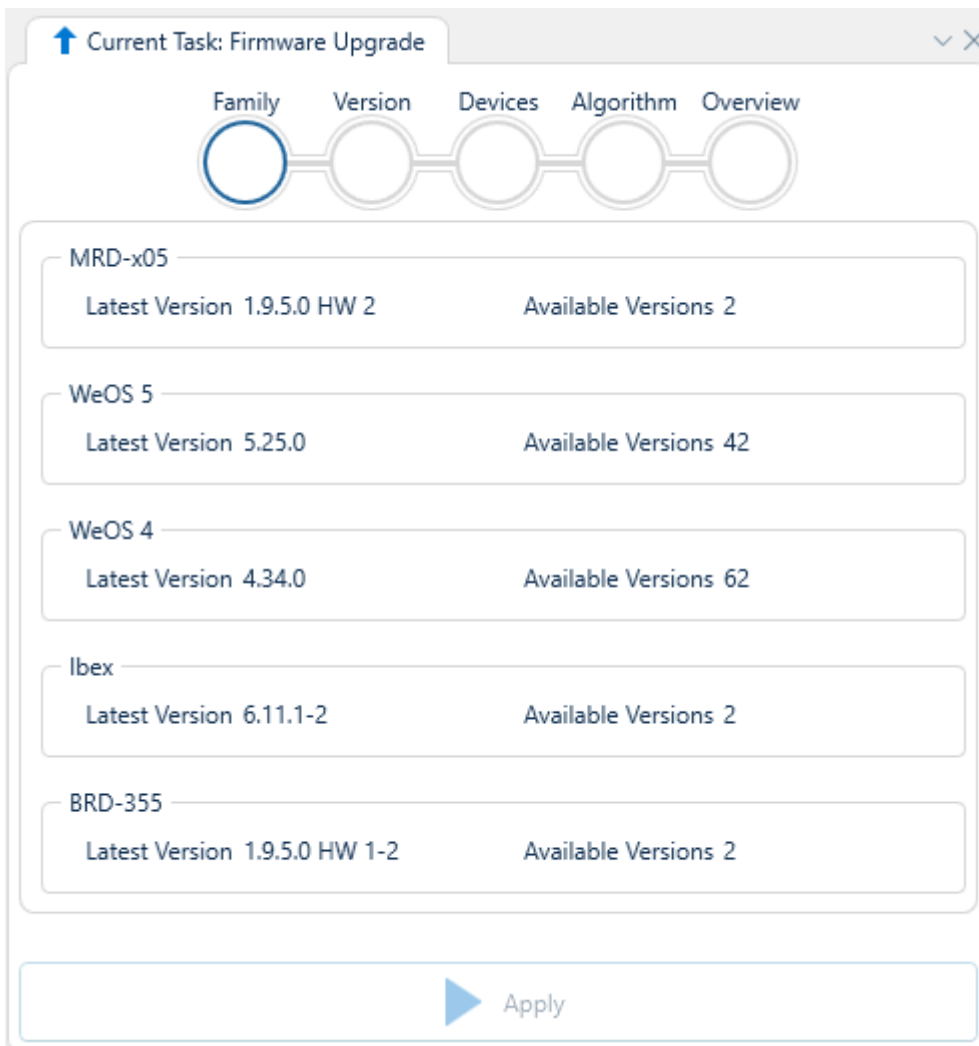 Current Task: Firmware Upgrade
Family Version Devices Algorithm Overview
MRD-x05
Latest Version 1.9.5.0 HW 2 Available Versions 2
WeOS 5
Latest Version 5.25.0 Available Versions 42
WeOS 4
Latest Version 4.34.0 Available Versions 62
Ibex
Latest Version 6.11.1-2 Available Versions 2
BRD-355
Latest Version 1.9.5.0 HW 1-2 Available Versions 2
Apply